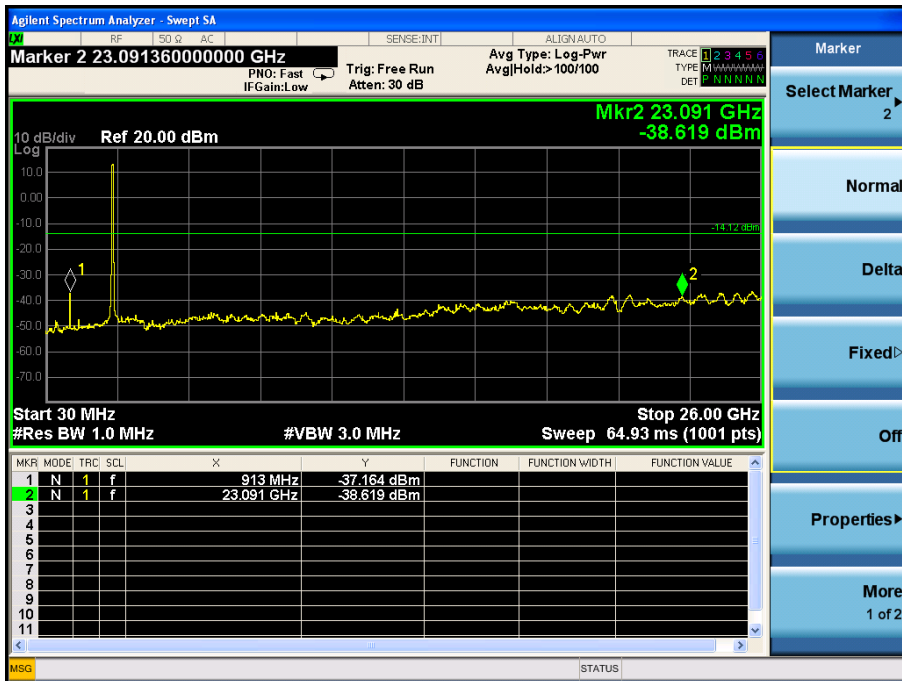 Agilent Spectrum Analyzer - Swept SA
LXI RF 50 Ω AC SENSE:INT ALIGNAUTO
Marker 2 23.091360000000 GHz
PNO: Fast
IFGain:Low
Trig: Free Run
Atten: 30 dB
Avg Type: Log-Pwr
Avg|Hold:>100/100
TRACE 1 2 3 4 5 6
TYPE M WWWWW
DET P N N N N N
Mkr2 23.091 GHz
-38.619 dBm
10 dB/div Ref 20.00 dBm
Log
10.0
0.00
-10.0
-14.12 dBm
-20.0
-30.0
-40.0
-50.0
-60.0
-70.0
1
2
Start 30 MHz Stop 26.00 GHz
#Res BW 1.0 MHz #VBW 3.0 MHz Sweep 64.93 ms (1001 pts)
MKR MODE TRC SCL X Y FUNCTION FUNCTION WIDTH FUNCTION VALUE
1 N 1 f 913 MHz -37.164 dBm
2 N 1 f 23.091 GHz -38.619 dBm
3
4
5
6
7
8
9
10
11
MSG STATUS
Marker
Select Marker
2
Normal
Delta
Fixed
Off
Properties
More
1 of 2